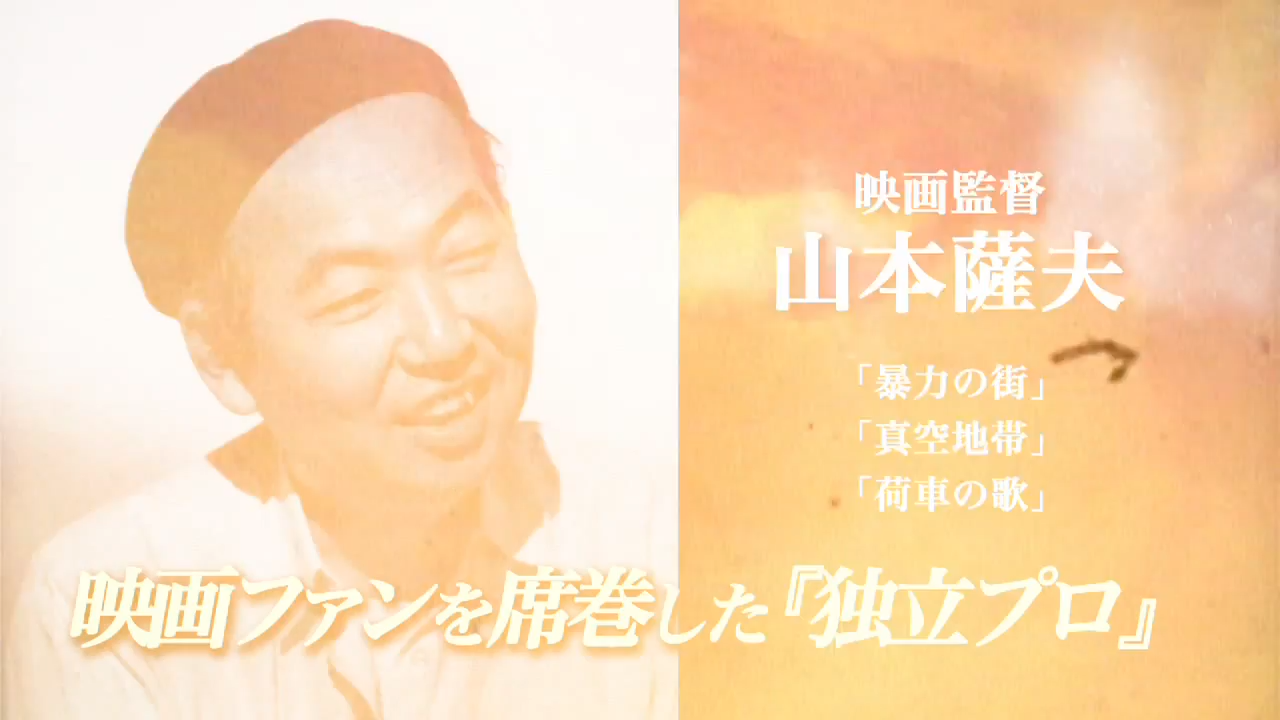 映画監督
山本薩夫
「暴力の街」
「真空地帯」
「荷車の歌」
映画ファンを席巻した『独立プロ』